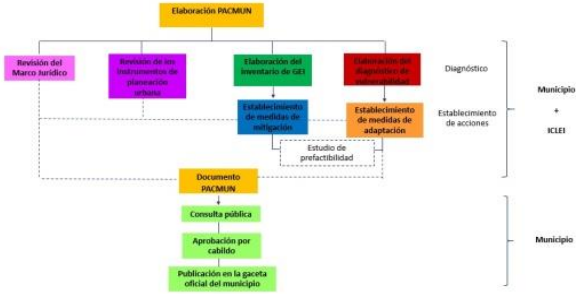 Elaboración PACMUN
Revisión del
Marco Jurídico
Revisión de los
instrumentos de
planeación
urbana
Elaboración del
inventario de GEI
Elaboración del
diagnóstico de
vulnerabilidad
Diagnóstico
Establecimiento
de medidas de
mitigación
Establecimiento
de medidas de
adaptación
Establecimiento
de acciones
Municipio
+
ICLEI
Estudio de
prefactibilidad
Documento
PACMUN
Consulta pública
Aprobación por
cabildo
Publicación en la gaceta
oficial del municipio
Municipio